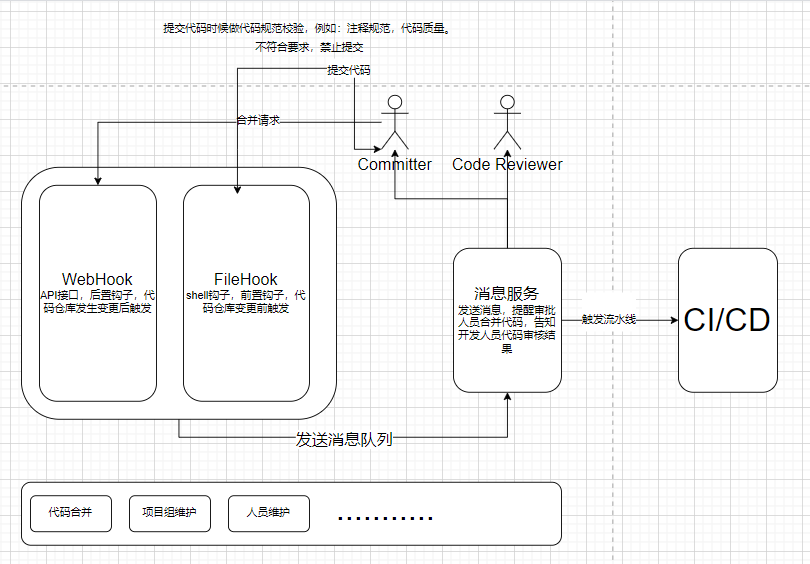 提交代码时候做代码规范校验，例如：注释规范，代码质量。
不符合要求，禁止提交
提交代码
合并请求
Committer
Code Reviewer
WebHook
API接口，后置钩子，代
码仓库发生变更后触发
FileHook
shell钩子，前置钩子，代
码仓库变更前触发
消息服务
发送消息，提醒审批
人员合并代码，告知
开发人员代码审核结
果
触发流水线
CI/CD
发送消息队列
代码合并
项目组维护
人员维护
...........